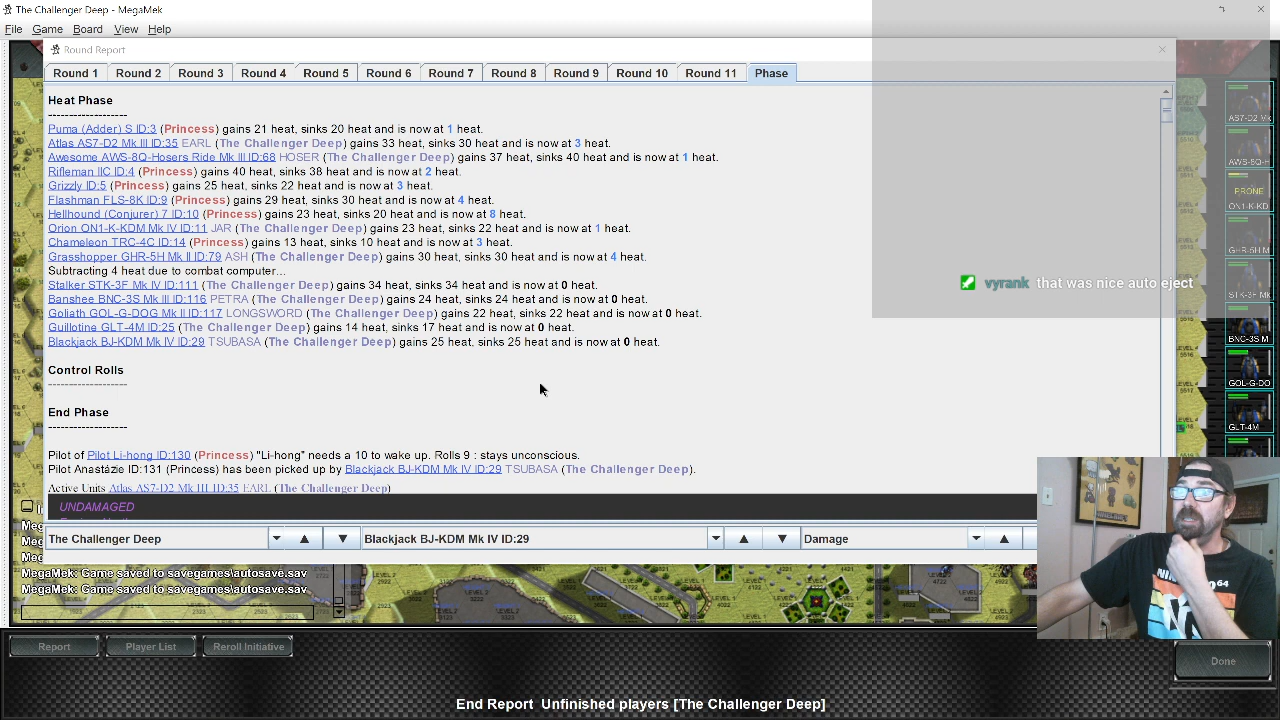 The Challenger Deep - MegaMek
File Game Board View Help
Round Report
Round 1 Round 2 Round 3 Round 4 Round 5 Round 6 Round 7 Round 8 Round 9 Round 10 Round 11 Phase
Heat Phase
--------------------
Puma (Adder) S ID:3 (Princess) gains 21 heat, sinks 20 heat and is now at 1 heat.
Atlas AS7-D2 Mk III ID:35 EARL (The Challenger Deep) gains 33 heat, sinks 30 heat and is now at 3 heat.
Awesome AWS-8Q-Hosers Ride Mk III ID:68 HOSER (The Challenger Deep) gains 37 heat, sinks 40 heat and is now at 1 heat.
Rifleman IIC ID:4 (Princess) gains 40 heat, sinks 38 heat and is now at 2 heat.
Grizzly ID:5 (Princess) gains 25 heat, sinks 22 heat and is now at 3 heat.
Flashman FLS-8K ID:9 (Princess) gains 29 heat, sinks 30 heat and is now at 4 heat.
Hellhound (Conjurer) 7 ID:10 (Princess) gains 23 heat, sinks 20 heat and is now at 8 heat.
Orion ON1-K-KDM Mk IV ID:11 JAR (The Challenger Deep) gains 23 heat, sinks 22 heat and is now at 1 heat.
Chameleon TRC-4C ID:14 (Princess) gains 13 heat, sinks 10 heat and is now at 3 heat.
Grasshopper GHR-5H Mk II ID:79 ASH (The Challenger Deep) gains 30 heat, sinks 30 heat and is now at 4 heat.
Subtracting 4 heat due to combat computer...
Stalker STK-3F Mk IV ID:111 (The Challenger Deep) gains 34 heat, sinks 34 heat and is now at 0 heat.
Banshee BNC-3S Mk III ID:116 PETRA (The Challenger Deep) gains 24 heat, sinks 24 heat and is now at 0 heat.
Goliath GOL-G-DOG Mk II ID:117 LONGSWORD (The Challenger Deep) gains 22 heat, sinks 22 heat and is now at 0 heat.
Guillotine GLT-4M ID:25 (The Challenger Deep) gains 14 heat, sinks 17 heat and is now at 0 heat.
Blackjack BJ-KDM Mk IV ID:29 TSUBASA (The Challenger Deep) gains 25 heat, sinks 25 heat and is now at 0 heat.
Control Rolls
--------------------
End Phase
--------------------
Pilot of Pilot Li-hong ID:130 (Princess) "Li-hong" needs a 10 to wake up. Rolls 9 : stays unconscious.
Pilot Anastazie ID:131 (Princess) has been picked up by Blackjack BJ-KDM Mk IV ID:29 TSUBASA (The Challenger Deep).
Active Units Atlas AS7-D2 Mk III ID:35 EARL (The Challenger Deep)
UNDAMAGED
The Challenger Deep Blackjack BJ-KDM Mk IV ID:29 Damage
MegaMek: Game saved to savegames\autosave.sav
MegaMek: Game saved to savegames\autosave.sav
vyrank that was nice auto eject
AS7-D2 Mk
AWS-8Q-H
PRONE
ON1-K-KD
GHR-5H M
STK-3F Mk
BNC-3S M
GOL-G-DO
GLT-4M
Report Player List Reroll Initiative
Done
End Report Unfinished players [The Challenger Deep]